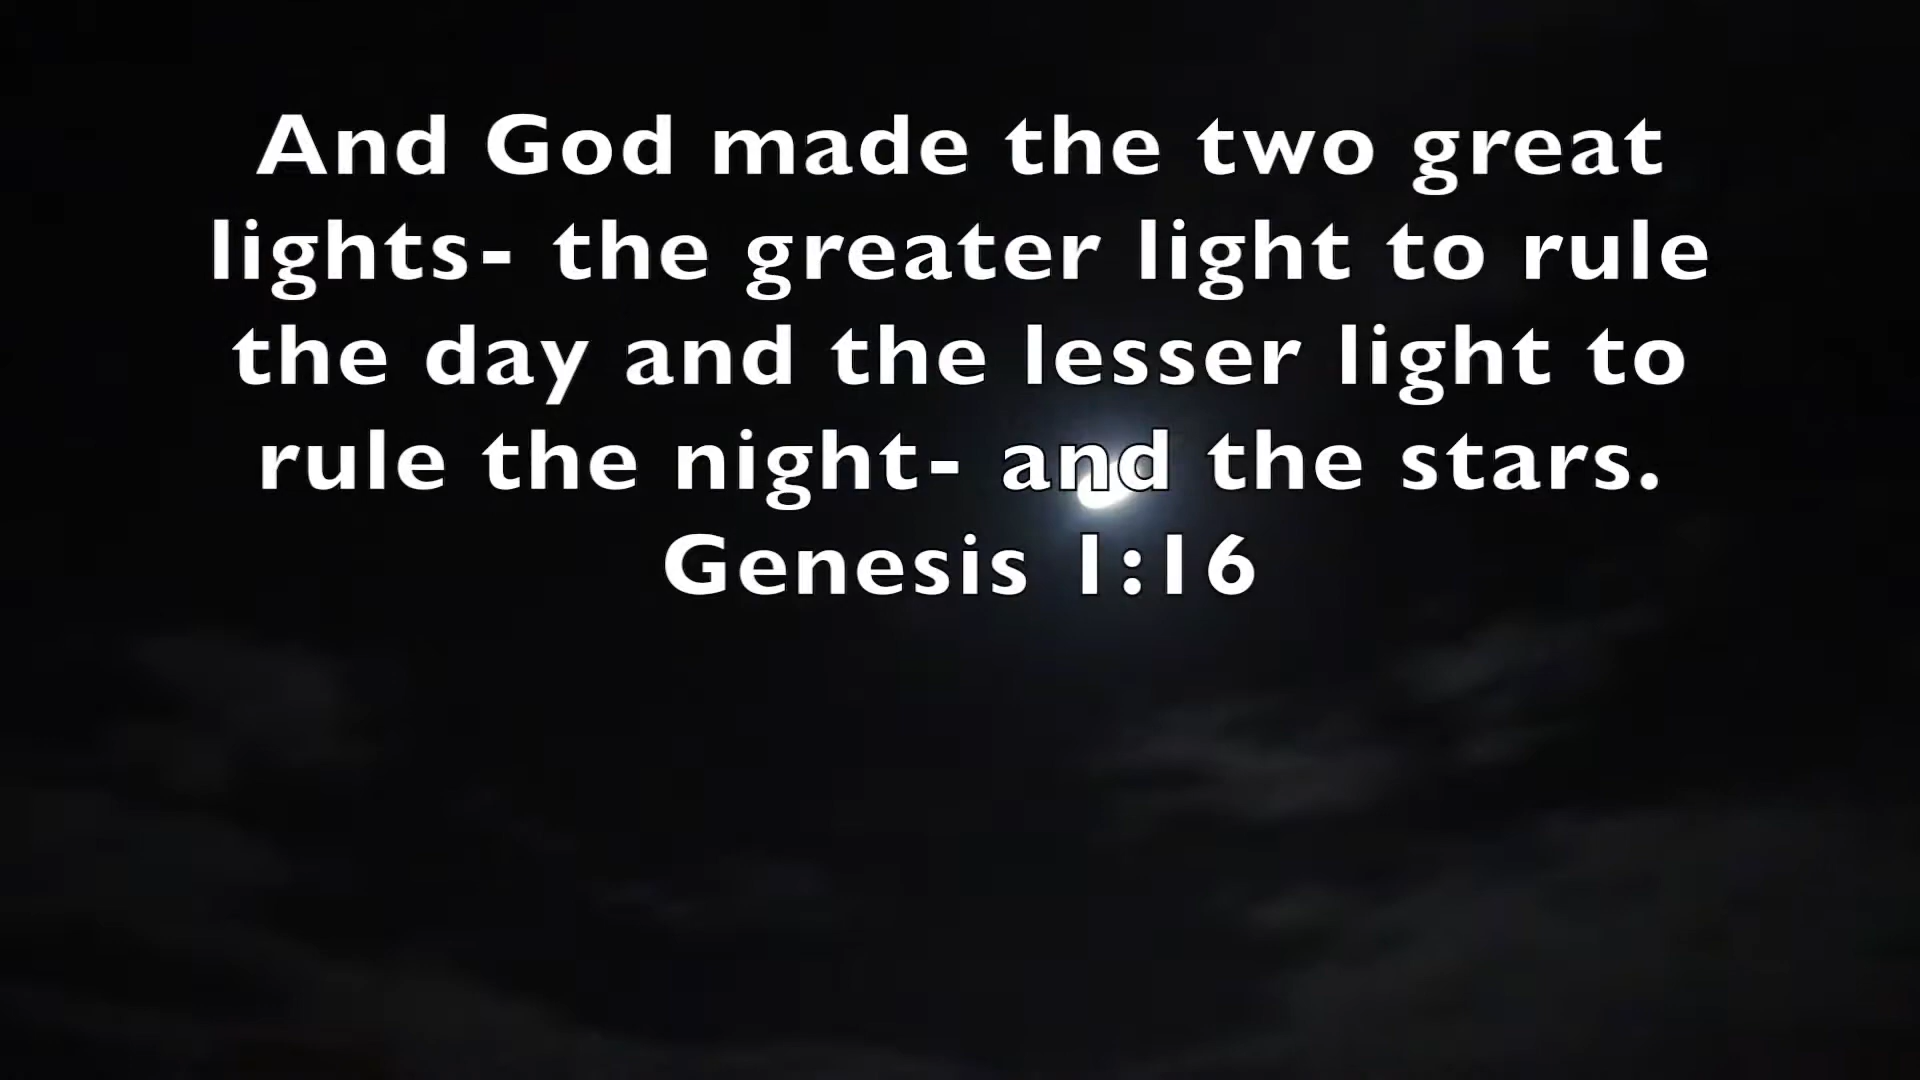 And God made the two great
lights- the greater light to rule
the day and the lesser light to
rule the night- and the stars.
Genesis 1:16